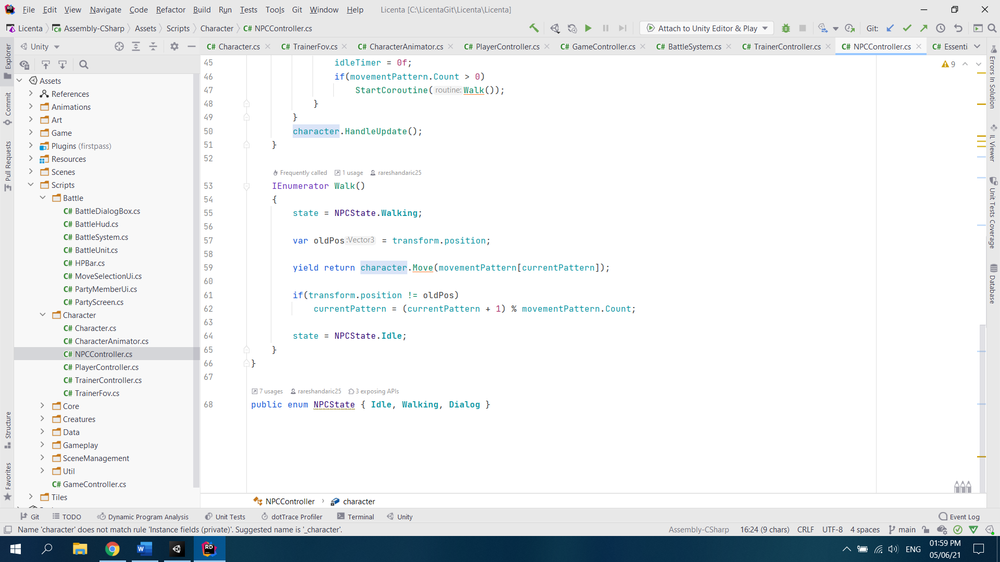 File Edit View Navigate Code Refactor Build Run Tests Tools Git Window Help Licenta [C:\LicentaGit\Licenta\Licenta]
Licenta Assembly-CSharp Assets Scripts Character C# NPCController.cs Attach to Unity Editor & Play Git:
Unity
C# Character.cs C# TrainerFov.cs C# CharacterAnimator.cs C# PlayerController.cs C# GameController.cs C# BattleSystem.cs C# TrainerController.cs C# NPCController.cs C# Essenti
Explorer
Commit
Pull Requests
Structure
Favorites
Assets
References
Animations
Art
Game
Plugins (firstpass)
Resources
Scenes
Scripts
Battle
C# BattleDialogBox.cs
C# BattleHud.cs
C# BattleSystem.cs
C# BattleUnit.cs
C# HPBar.cs
C# MoveSelectionUi.cs
C# PartyMemberUi.cs
C# PartyScreen.cs
Character
C# Character.cs
C# CharacterAnimator.cs
C# NPCController.cs
C# PlayerController.cs
C# TrainerController.cs
C# TrainerFov.cs
Core
Creatures
Data
Gameplay
SceneManagement
Util
C# GameController.cs
Tiles
45 idleTimer = 0f;
46 if(movementPattern.Count > 0)
47 StartCoroutine( routine: Walk());
48 }
49 }
50 character.HandleUpdate();
51 }
52
Frequently called 1 usage rareshandaric25
53 IEnumerator Walk()
54 {
55 state = NPCState.Walking;
56
57 var oldPos :Vector3 = transform.position;
58
59 yield return character.Move(movementPattern[currentPattern]);
60
61 if(transform.position != oldPos)
62 currentPattern = (currentPattern + 1) % movementPattern.Count;
63
64 state = NPCState.Idle;
65 }
66 }
67
7 usages rareshandaric25 3 exposing APIs
68 public enum NPCState { Idle, Walking, Dialog }
9
Errors In Solution
IL Viewer
Unit Tests Coverage
Database
NPCController character
Git TODO Dynamic Program Analysis Unit Tests dotTrace Profiler Terminal Unity Event Log
Name 'character' does not match rule 'Instance fields (private)'. Suggested name is '_character'. Assembly-CSharp 16:24 (9 chars) CRLF UTF-8 4 spaces main
ENG 01:59 PM
05/06/21